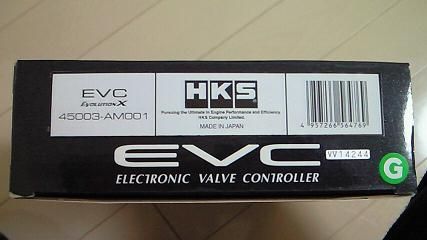 EVC
EVOLUTION X
45003-AM001
HKS
Pursuing the Ultimate in Engine Performance and Efficiency
HKS Company Limited.
MADE IN JAPAN
4 957266 564769
EVC
VV14244
G
ELECTRONIC VALVE CONTROLLER